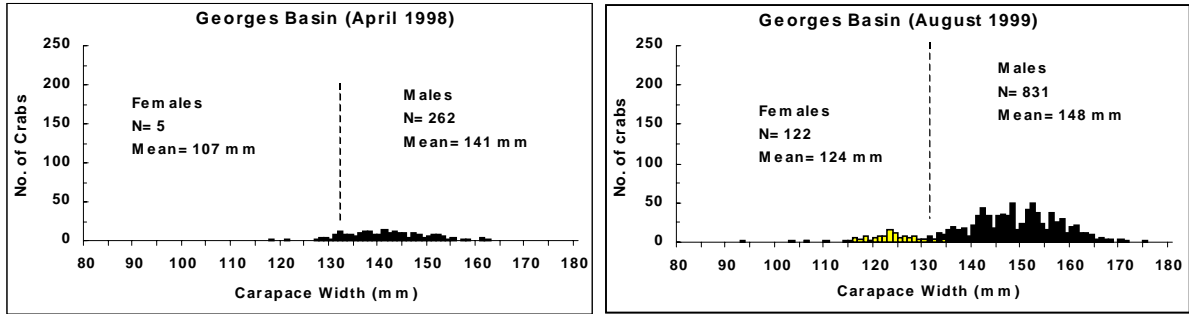 Georges Basin (April 1998)
No. of Crabs
250
200
150
100
50
0
Females
N= 5
Mean= 107 mm
Males
N= 262
Mean= 141 mm
80 90 100 110 120 130 140 150 160 170 180
Carapace Width (mm)
Georges Basin (August 1999)
No. of crabs
250
200
150
100
50
0
Females
N= 122
Mean= 124 mm
Males
N= 831
Mean= 148 mm
80 90 100 110 120 130 140 150 160 170 180
Carapace Width (mm)